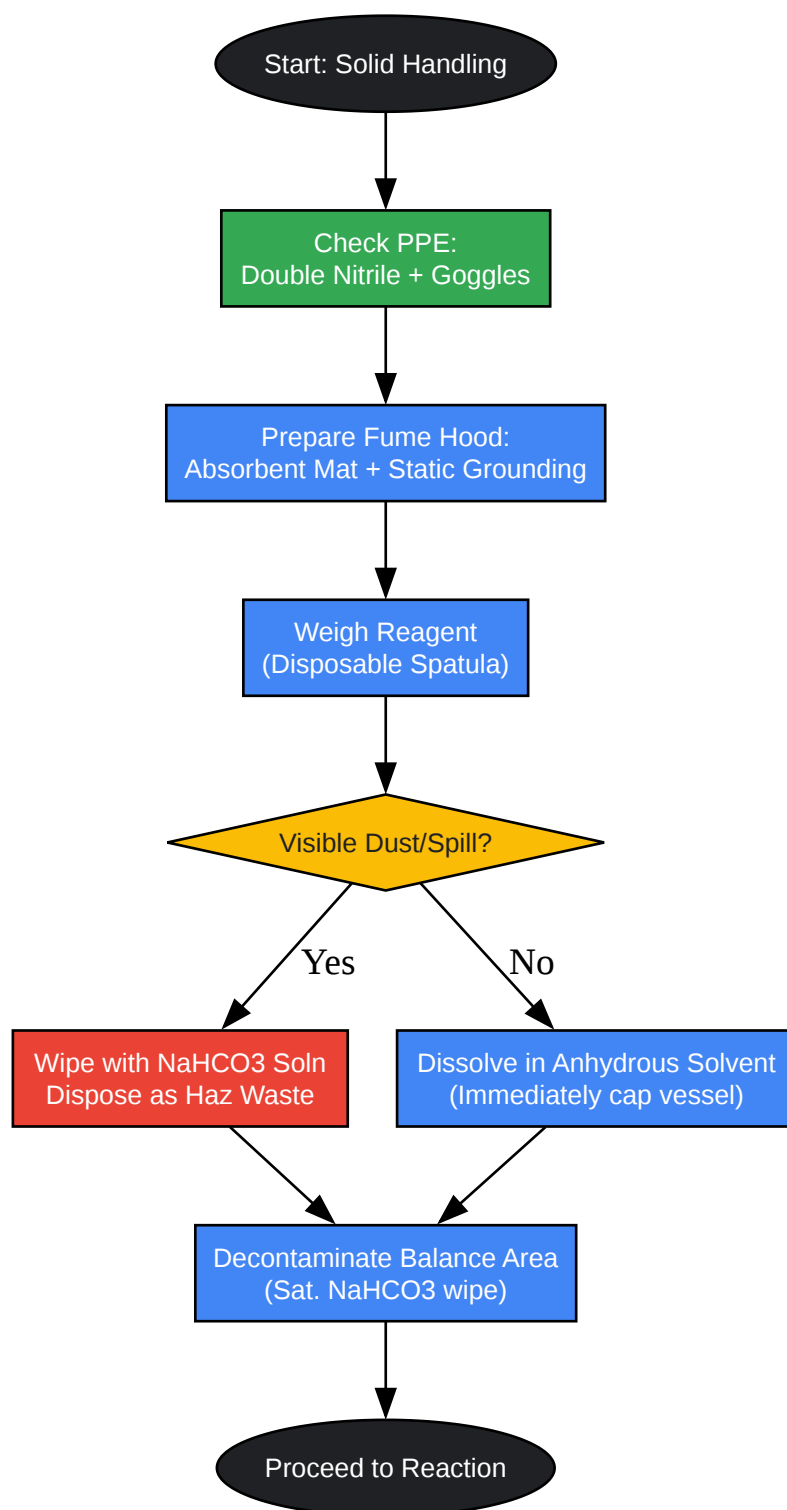 Start: Solid Handling
Check PPE:
Double Nitrile + Goggles
Prepare Fume Hood:
Absorbent Mat + Static Grounding
Weigh Reagent
(Disposable Spatula)
Visible Dust/Spill?
Yes
No
Wipe with NaHCO3 Soln
Dispose as Haz Waste
Dissolve in Anhydrous Solvent
(Immediately cap vessel)
Decontaminate Balance Area
(Sat. NaHCO3 wipe)
Proceed to Reaction